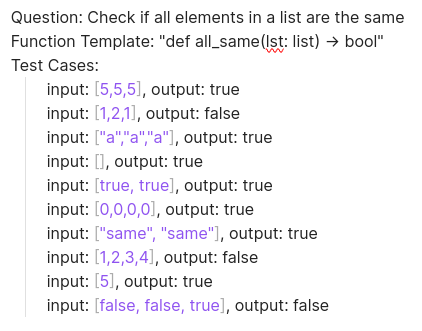 Question: Check if all elements in a list are the same
Function Template: "def all_same(lst: list) → bool"
Test Cases:
input: [5,5,5], output: true
input: [1,2,1], output: false
input: ["a","a","a"], output: true
input: [], output: true
input: [true, true], output: true
input: [0,0,0,0], output: true
input: ["same", "same"], output: true
input: [1,2,3,4], output: false
input: [5], output: true
input: [false, false, true], output: false